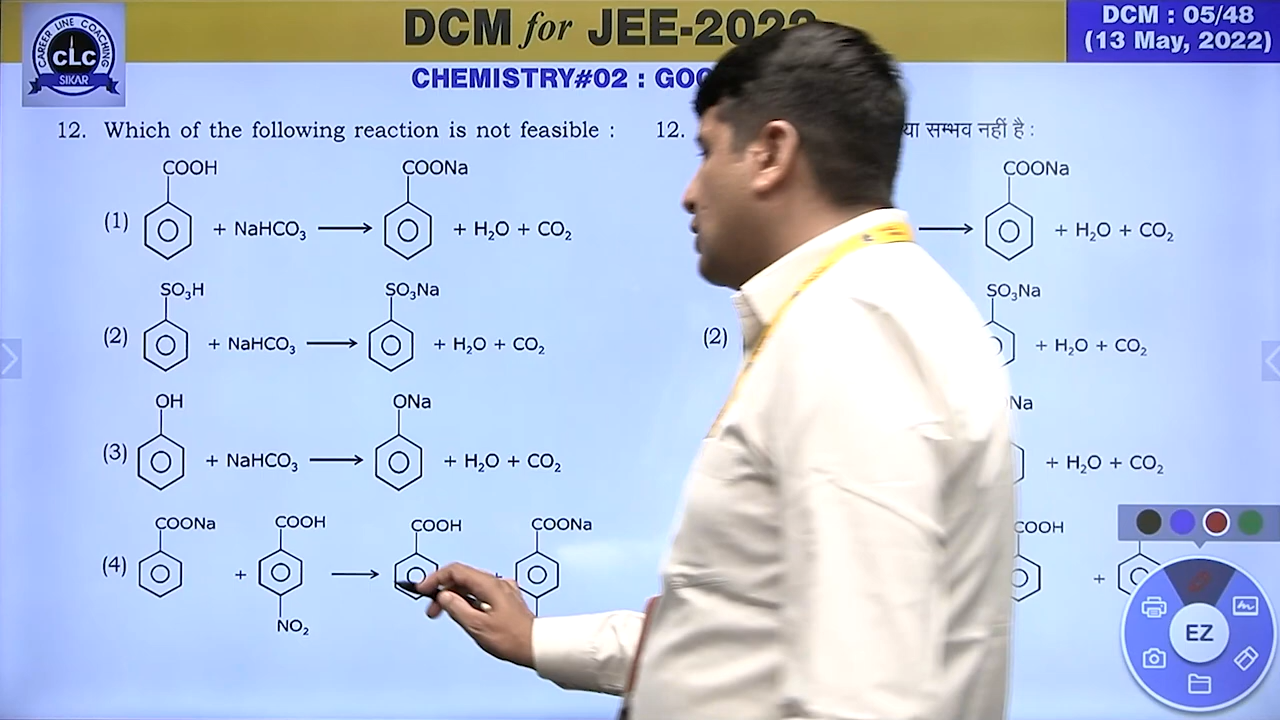 DCM for JEE-2022
DCM : 05/48
(13 May, 2022)
CAREER LINE COACHING
CLC
SIKAR
CHEMISTRY#02 :
12. Which of the following reaction is not feasible :
COOH COONa
(1) + NaHCO₃ ⟶ + H₂O + CO₂
SO₃H SO₃Na
(2) + NaHCO₃ ⟶ + H₂O + CO₂
OH ONa
(3) + NaHCO₃ ⟶ + H₂O + CO₂
COONa COOH COOH COONa
(4) + ⟶ +
NO₂
12. सम्भव नहीं है :
COONa
⟶ + H₂O + CO₂
SO₃Na
(2) + H₂O + CO₂
Na
+ H₂O + CO₂
COOH
+
EZ